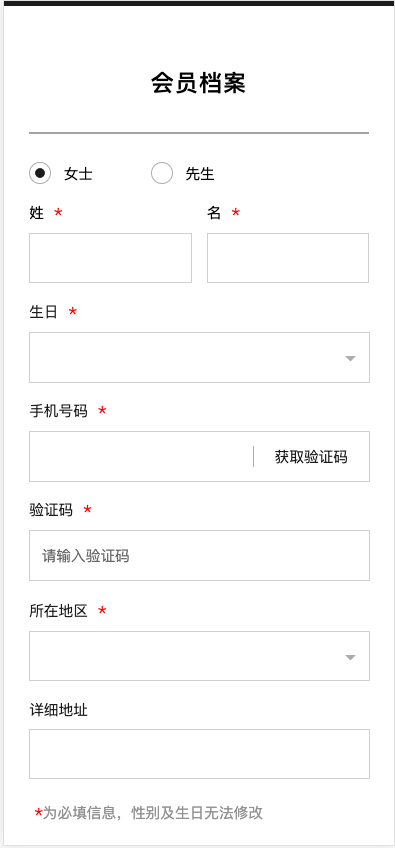 会员档案
女士 先生
姓 * 名 *
生日 *
手机号码 *
获取验证码
验证码 *
请输入验证码
所在地区 *
详细地址
*为必填信息，性别及生日无法修改